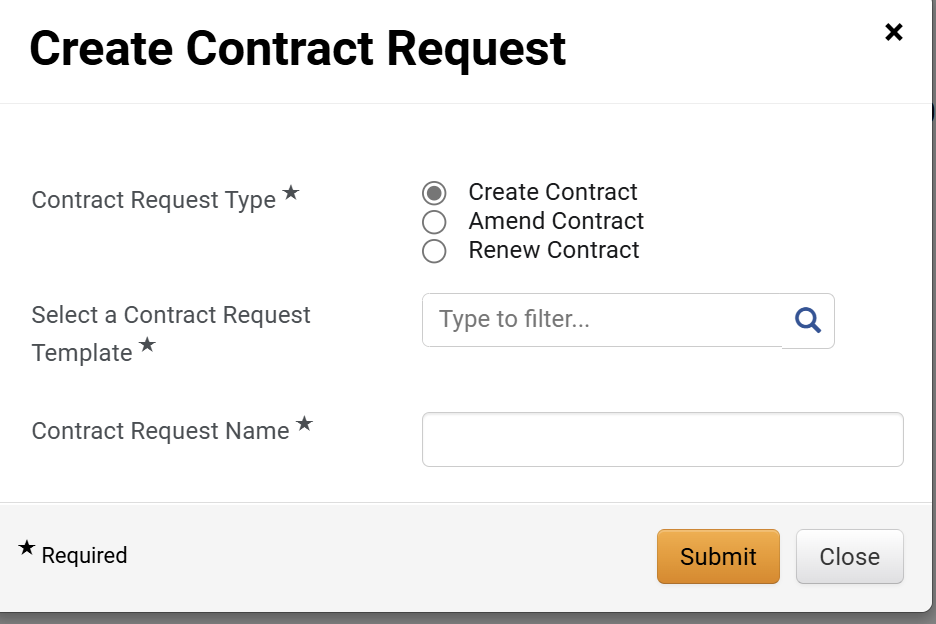 Create Contract Request
×
Contract Request Type ★
Create Contract
Amend Contract
Renew Contract
Select a Contract Request
Template ★
Type to filter...
Contract Request Name ★
★ Required
Submit
Close